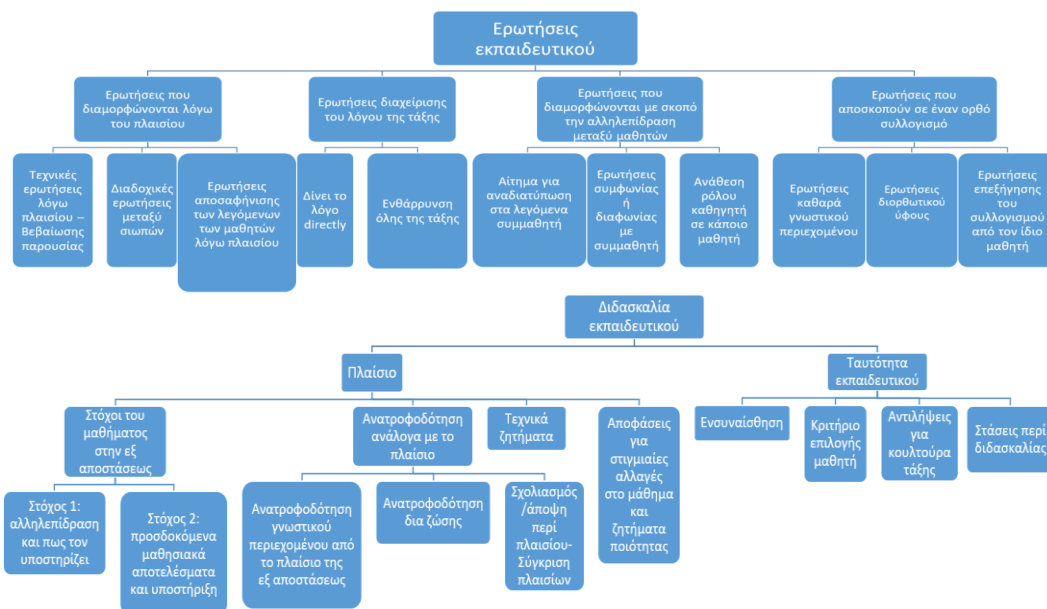 Ερωτήσεις
εκπαιδευτικού
Ερωτήσεις που
διαμορφώνονται λόγω
του πλαισίου
Ερωτήσεις διαχείρισης
του λόγου της τάξης
Ερωτήσεις που
διαμορφώνονται με σκοπό
την αλληλεπίδραση
μεταξύ μαθητών
Ερωτήσεις που
αποσκοπούν σε έναν ορθό
συλλογισμό
Τεχνικές
ερωτήσεις
λόγω
πλαισίου –
Βεβαίωσης
παρουσίας
Διαδοχικές
ερωτήσεις
μεταξύ
σιωπών
Ερωτήσεις
αποσαφήνισης
των λεγόμενων
των μαθητών
λόγω πλαισίου
Δίνει το
λόγο
directly
Ενθάρρυνση
όλης της τάξης
Αίτημα για
αναδιατύπωση
στα λεγόμενα
συμμαθητή
Ερωτήσεις
συμφωνίας
ή
διαφωνίας
με
συμμαθητή
Ανάθεση
ρόλου
καθηγητή
σε κάποιο
μαθητή
Ερωτήσεις
καθαρά
γνωστικού
περιεχομένου
Ερωτήσεις
διορθωτικού
ύφους
Ερωτήσεις
επεξήγησης
του
συλλογισμού
από τον ίδιο
μαθητή
Διδασκαλία
εκπαιδευτικού
Πλαίσιο
Ταυτότητα
εκπαιδευτικού
Στόχοι του
μαθήματος
στην εξ
αποστάσεως
Ανατροφοδότηση
ανάλογα με το
πλαίσιο
Τεχνικά
ζητήματα
Αποφάσεις για
στιγμιαίες
αλλαγές
στο μάθημα
και
ζητήματα
ποιότητας
Ενσυναίσθηση
Κριτήριο
επιλογής
μαθητή
Αντιλήψεις
για
κουλτούρα
τάξης
Στάσεις περί
διδασκαλίας
Στόχος 1:
αλληλεπίδραση
και πως τον
υποστηρίζει
Στόχος 2:
προσδοκόμενα
μαθησιακά
αποτελέσματα
και υποστήριξη
Ανατροφοδότηση
γνωστικού
περιεχομένου από
το πλαίσιο της
εξ αποστάσεως
Ανατροφοδότηση
δια ζώσης
Σχολιασμός
/άποψη
περί
πλαισίου-
Σύγκριση
πλαισίων